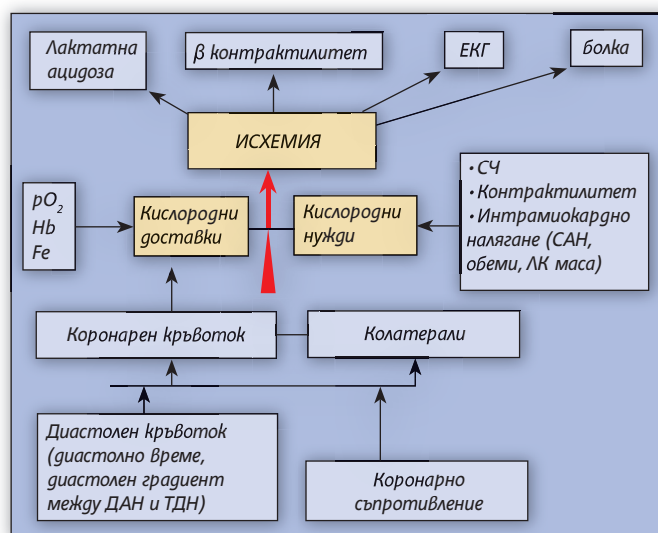 Лактатна
ацидоза
β контрактилитет
ЕКГ
болка
ИСХЕМИЯ
pO₂
Hb
Fe
Кислородни
доставки
Кислородни
нужди
• СЧ
• Контрактилитет
• Интрамиокардно
налягане (САН,
обеми, ЛК маса)
Коронарен кръвоток
Колатерали
Диастолен кръвоток
(диастолно време,
диастолен градиент
между ДАН и ТДН)
Коронарно
съпротивление